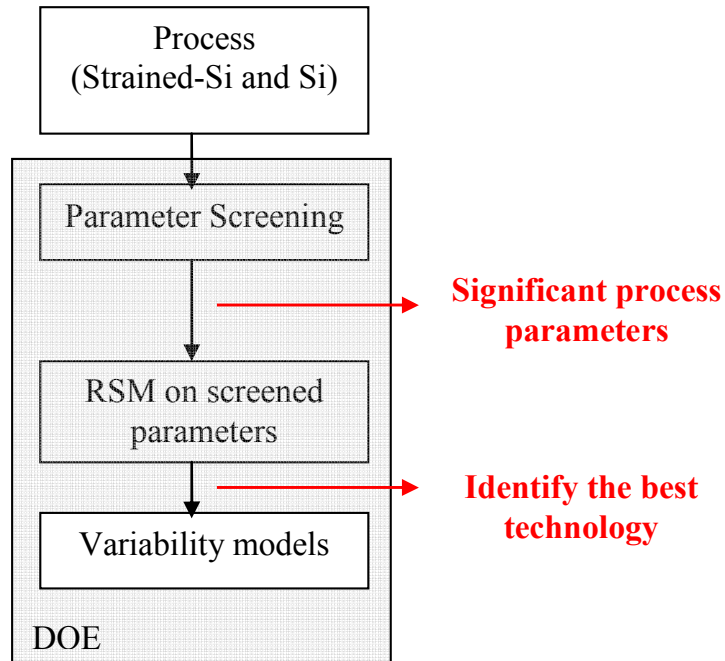 Process
(Strained-Si and Si)
Parameter Screening
Significant process
parameters
RSM on screened
parameters
Identify the best
technology
Variability models
DOE